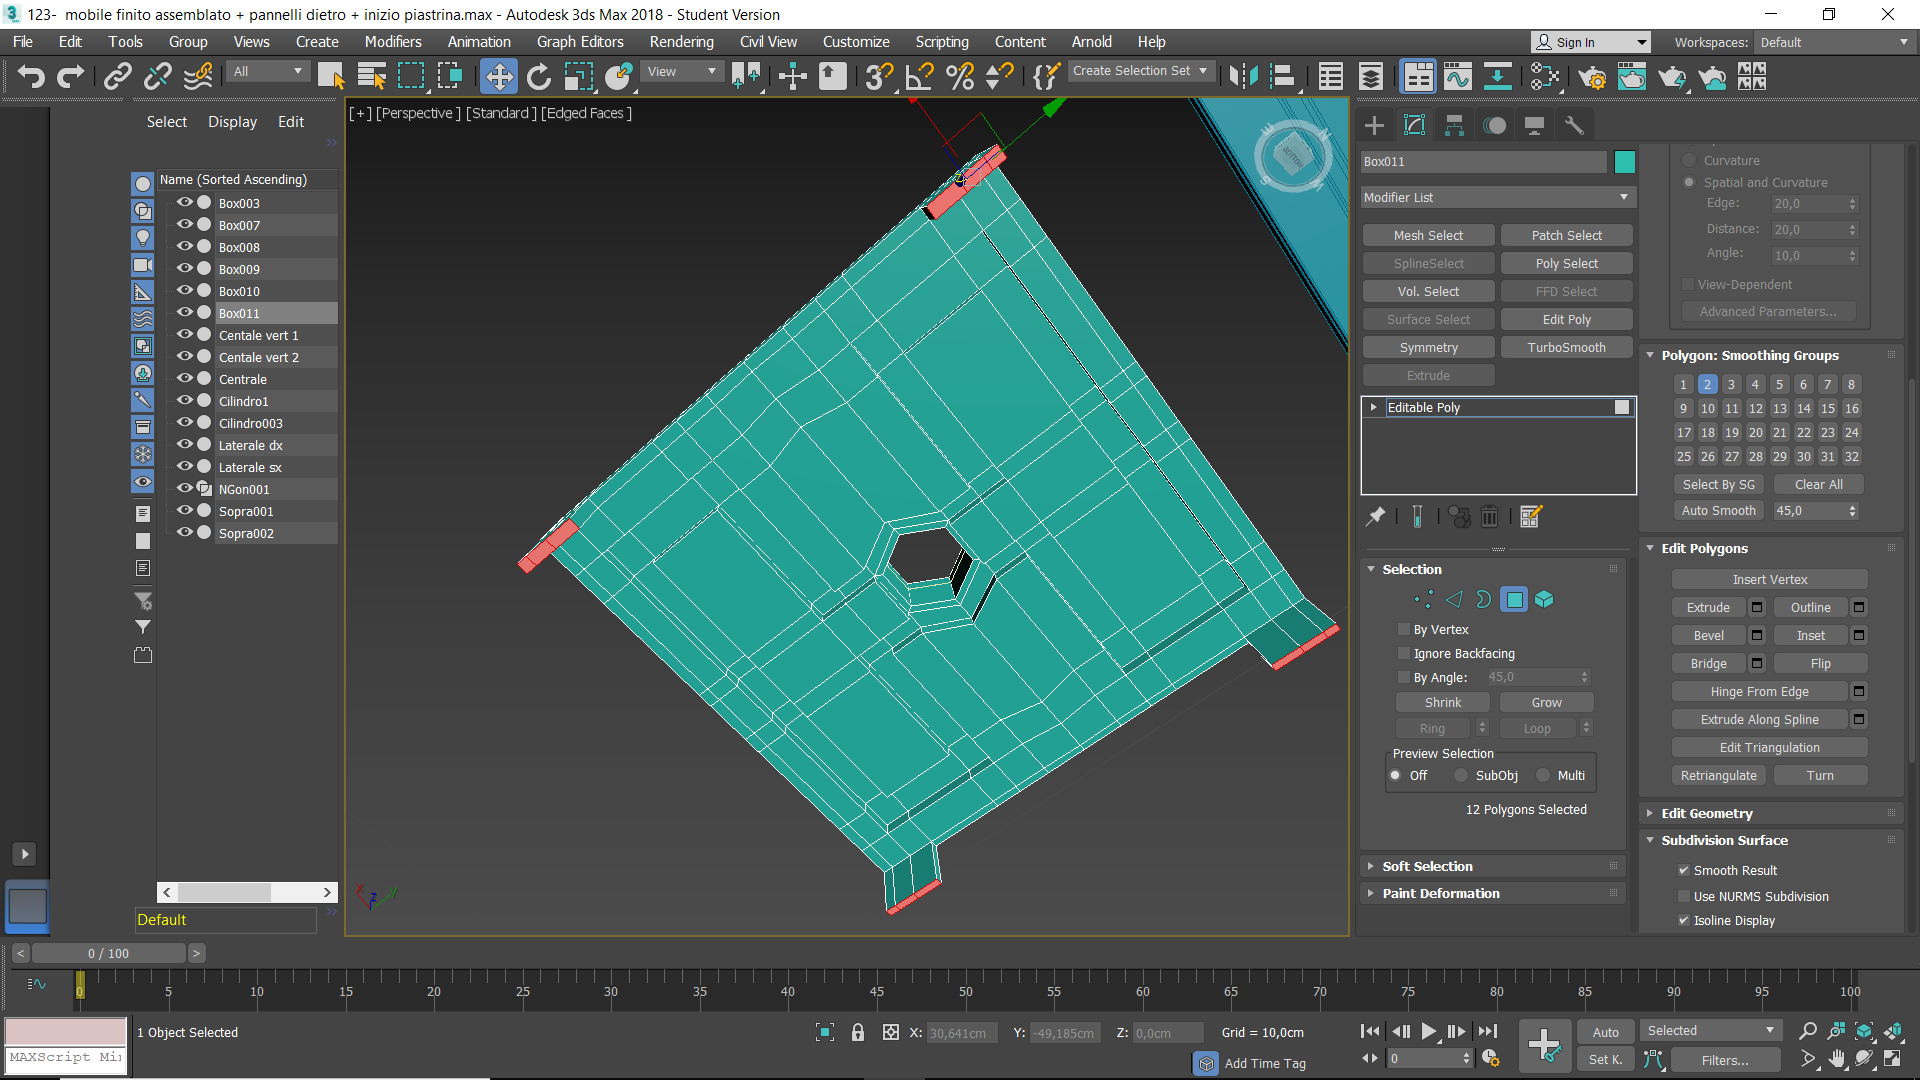 123-  mobile finito assemblato + pannelli dietro + inizio piastrina.max - Autodesk 3ds Max 2018 - Student Version
File Edit Tools Group Views Create Modifiers Animation Graph Editors Rendering Civil View Customize Scripting Content Arnold Help
Sign In Workspaces: Default
All View Create Selection Set
Select Display Edit
[+] [Perspective ] [Standard ] [Edged Faces ]
Name (Sorted Ascending)
Box003
Box007
Box008
Box009
Box010
Box011
Centale vert 1
Centale vert 2
Centrale
Cilindro1
Cilindro003
Laterale dx
Laterale sx
NGon001
Sopra001
Sopra002
Default
BOTTOM
N
S
W
X
Z
Y
Box011
Modifier List
Mesh Select Patch Select
SplineSelect Poly Select
Vol. Select FFD Select
Surface Select Edit Poly
Symmetry TurboSmooth
Extrude
Editable Poly
Selection
By Vertex
Ignore Backfacing
By Angle: 45,0
Shrink Grow
Ring Loop
Preview Selection
Off SubObj Multi
12 Polygons Selected
Soft Selection
Paint Deformation
Curvature
Spatial and Curvature
Edge: 20,0
Distance: 20,0
Angle: 10,0
View-Dependent
Advanced Parameters...
Polygon: Smoothing Groups
1 2 3 4 5 6 7 8
9 10 11 12 13 14 15 16
17 18 19 20 21 22 23 24
25 26 27 28 29 30 31 32
Select By SG Clear All
Auto Smooth 45,0
Edit Polygons
Insert Vertex
Extrude Outline
Bevel Inset
Bridge Flip
Hinge From Edge
Extrude Along Spline
Edit Triangulation
Retriangulate Turn
Edit Geometry
Subdivision Surface
Smooth Result
Use NURMS Subdivision
Isoline Display
< 0 / 100 >
0 5 10 15 20 25 30 35 40 45 50 55 60 65 70 75 80 85 90 95 100
1 Object Selected
X: 30,641cm Y: -49,185cm Z: 0,0cm Grid = 10,0cm
Auto Selected
MAXScript Mi
Add Time Tag
0
Set K. Filters...